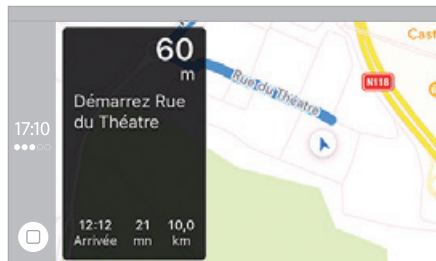 60
m
Démarrez Rue
du Théatre
12:12 21 10,0
Arrivée mn km
17:10
Rue du Théatre
N118
Cast